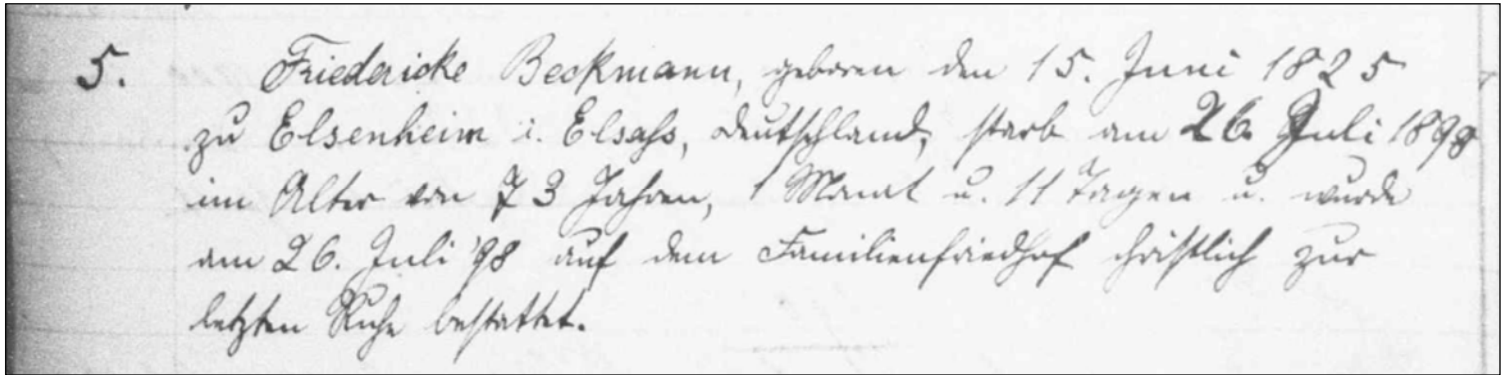 5. Friedericke Beckmann, geboren den 15. Juni 1825
zu Elsenheim i. Elsaß, Deutschland, starb am 26. Juli 1898
im Alter von 73 Jahren, 1 Monat u. 11 Tagen u. wurde
am 26. Juli '98 auf dem Familienfriedhof christlich zur
letzten Ruhe bestattet.